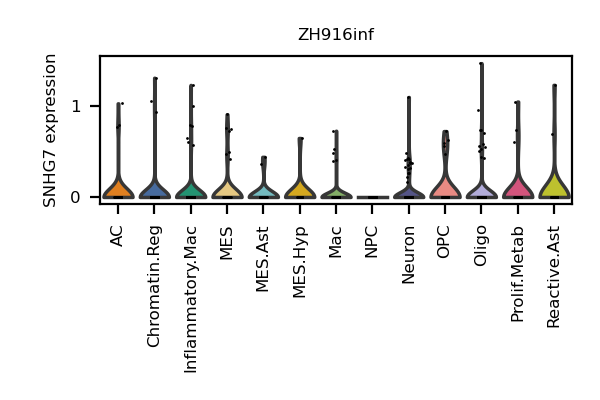 ZH916inf
SNHG7 expression
1
0
AC
Chromatin.Reg
Inflammatory.Mac
MES
MES.Ast
MES.Hyp
Mac
NPC
Neuron
OPC
Oligo
Prolif.Metab
Reactive.Ast